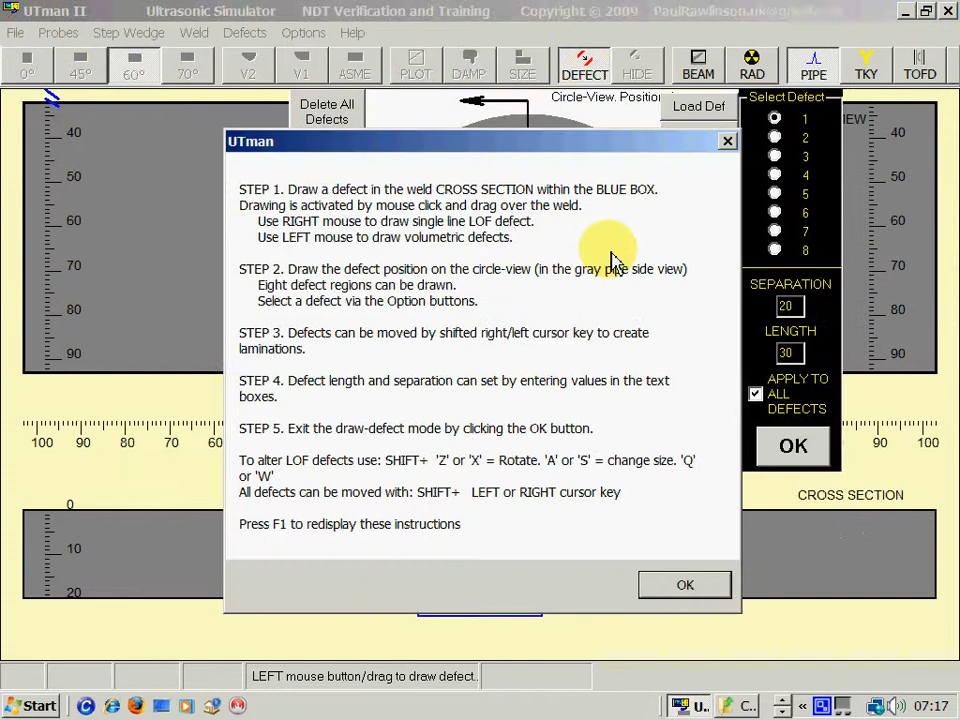 UTman II Ultrasonic Simulator NDT Verification and Training Copyright © 2009 PaulRawlinson.uk@
File Probes Step Wedge Weld Defects Options Help
0° 45° 60° 70° V2 V1 ASME PLOT DAMP SIZE DEFECT HIDE BEAM RAD PIPE TKY TOFD
Delete All
Defects
Circle-View. Position
Load Def
Select Defect
1
2
3
4
5
6
7
8
40
50
60
70
80
90
40
50
60
70
80
90
UTman
STEP 1. Draw a defect in the weld CROSS SECTION within the BLUE BOX.
Drawing is activated by mouse click and drag over the weld.
Use RIGHT mouse to draw single line LOF defect.
Use LEFT mouse to draw volumetric defects.
STEP 2. Draw the defect position on the circle-view (in the gray pipe side view)
Eight defect regions can be drawn.
Select a defect via the Option buttons.
STEP 3. Defects can be moved by shifted right/left cursor key to create
laminations.
STEP 4. Defect length and separation can set by entering values in the text
boxes.
STEP 5. Exit the draw-defect mode by clicking the OK button.
To alter LOF defects use: SHIFT+ 'Z' or 'X' = Rotate. 'A' or 'S' = change size. 'Q'
or 'W'
All defects can be moved with: SHIFT+ LEFT or RIGHT cursor key
Press F1 to redisplay these instructions
OK
SEPARATION
20
LENGTH
30
APPLY TO
ALL
DEFECTS
OK
100 90 80 70 60
90 100
CROSS SECTION
0
10
20
LEFT mouse button/drag to draw defect..
Start U.. C.. « 07:17